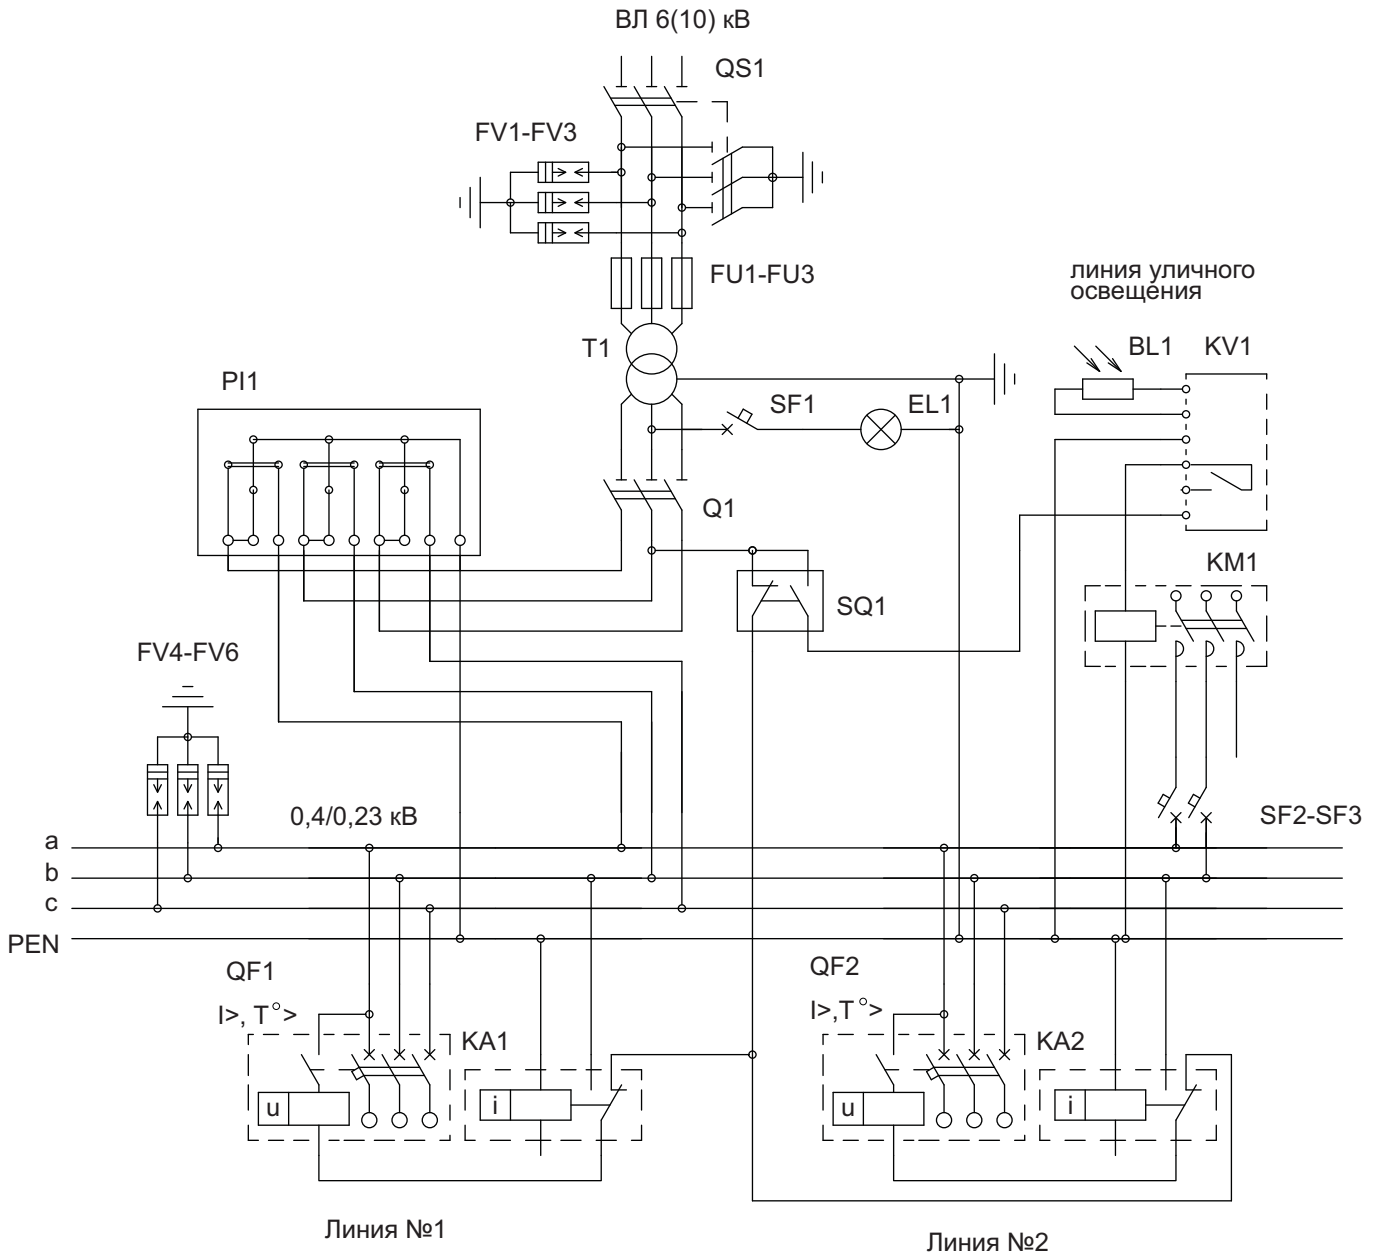 ВЛ 6(10) кВ
QS1
FV1-FV3
FU1-FU3
линия уличного
освещения
T1
BL1
KV1
PI1
SF1
EL1
Q1
KM1
SQ1
FV4-FV6
0,4/0,23 кВ
SF2-SF3
a
b
c
PEN
QF1
QF2
I>, T°>
I>,T°>
KA1
KA2
u
i
u
i
Линия №1
Линия №2